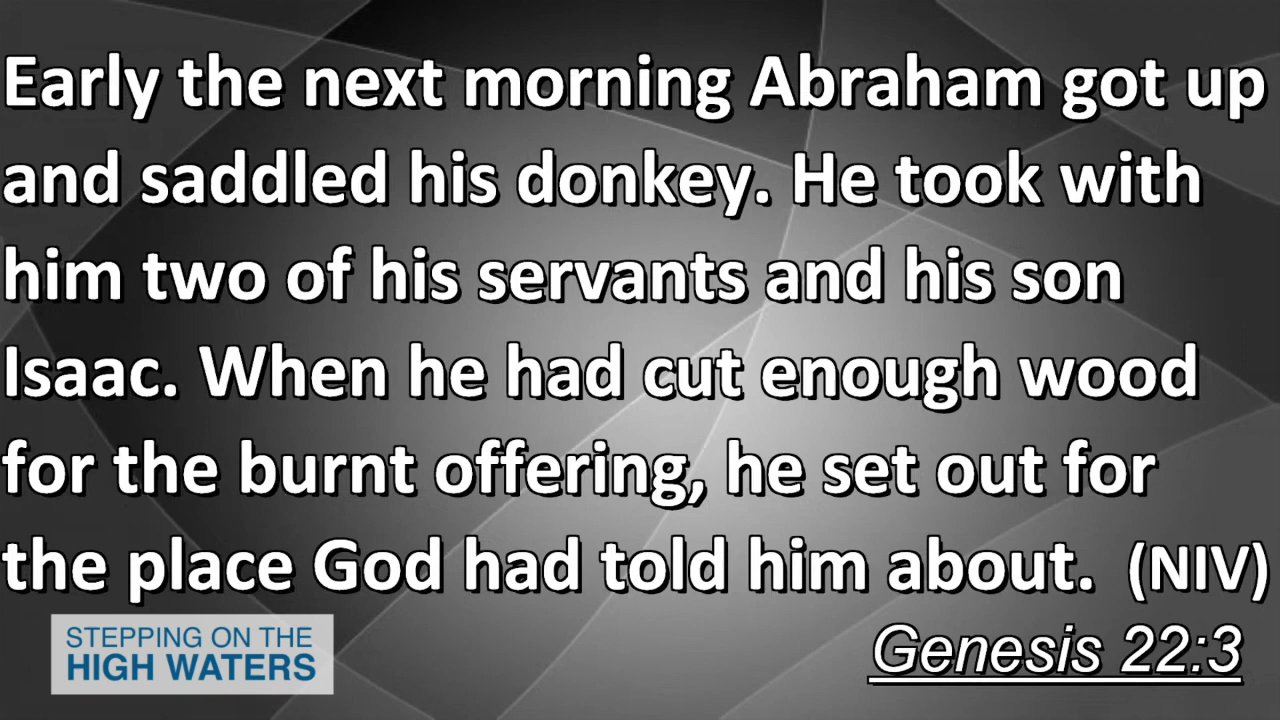 Early the next morning Abraham got up
and saddled his donkey. He took with
him two of his servants and his son
Isaac. When he had cut enough wood
for the burnt offering, he set out for
the place God had told him about. (NIV)
STEPPING ON THE
HIGH WATERS
Genesis 22:3